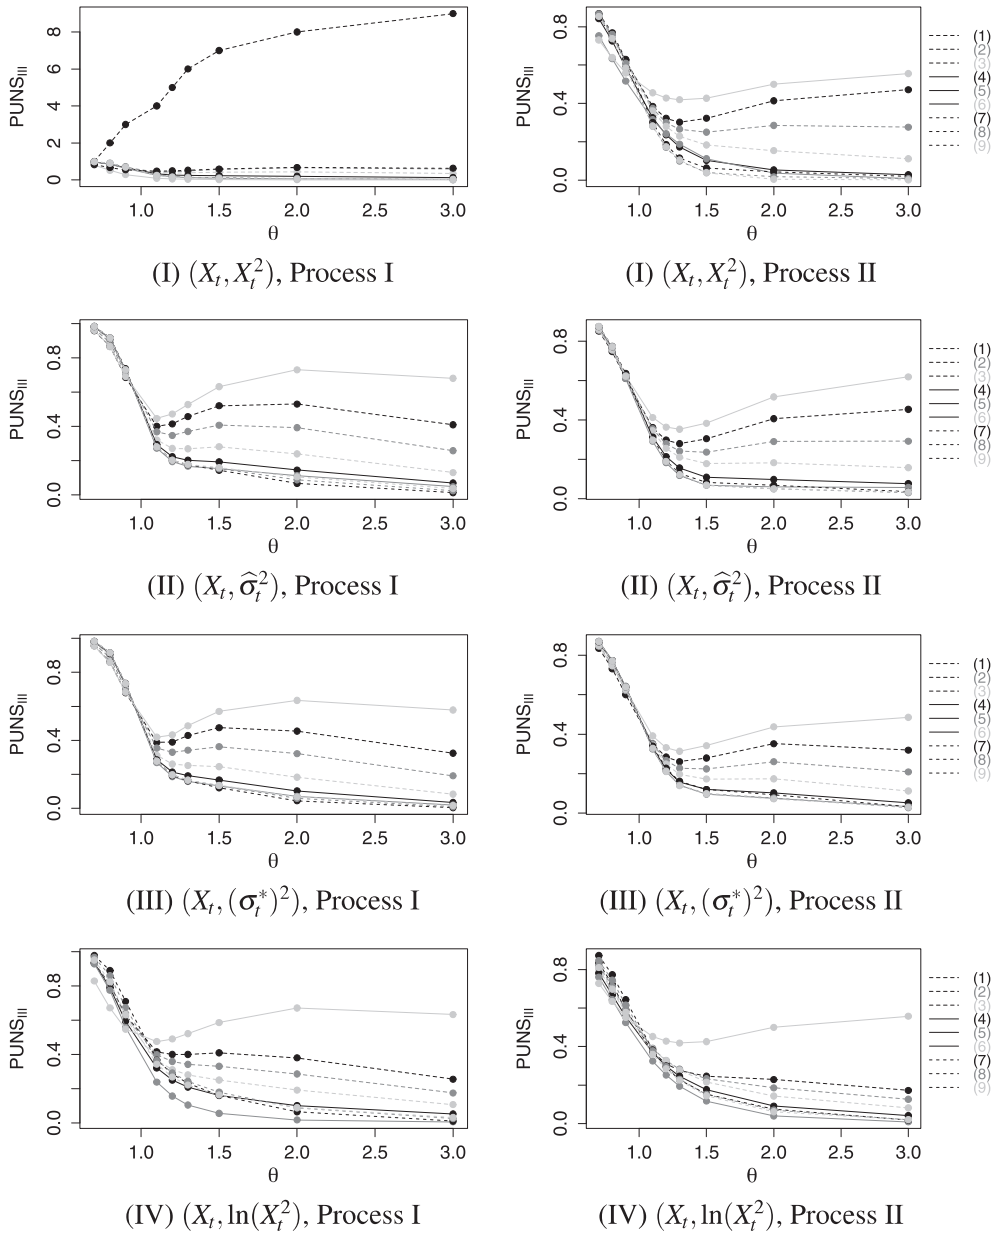 PUNS_III
8
6
4
2
0
1.0 1.5 2.0 2.5 3.0
θ
(I) (X_t, X_t^2), Process I
PUNS_III
0.8
0.4
0.0
1.0 1.5 2.0 2.5 3.0
θ
(I) (X_t, X_t^2), Process II
(1)
(2)
(3)
(4)
(5)
(6)
(7)
(8)
(9)
PUNS_III
0.8
0.4
0.0
1.0 1.5 2.0 2.5 3.0
θ
(II) (X_t, σ̂_t^2), Process I
PUNS_III
0.8
0.4
0.0
1.0 1.5 2.0 2.5 3.0
θ
(II) (X_t, σ̂_t^2), Process II
(1)
(2)
(3)
(4)
(5)
(6)
(7)
(8)
(9)
PUNS_III
0.8
0.4
0.0
1.0 1.5 2.0 2.5 3.0
θ
(III) (X_t, (σ_t^*)^2), Process I
PUNS_III
0.8
0.4
0.0
1.0 1.5 2.0 2.5 3.0
θ
(III) (X_t, (σ_t^*)^2), Process II
(1)
(2)
(3)
(4)
(5)
(6)
(7)
(8)
(9)
PUNS_III
0.8
0.4
0.0
1.0 1.5 2.0 2.5 3.0
θ
(IV) (X_t, ln(X_t^2), Process I
PUNS_III
0.8
0.4
0.0
1.0 1.5 2.0 2.5 3.0
θ
(IV) (X_t, ln(X_t^2), Process II
(1)
(2)
(3)
(4)
(5)
(6)
(7)
(8)
(9)